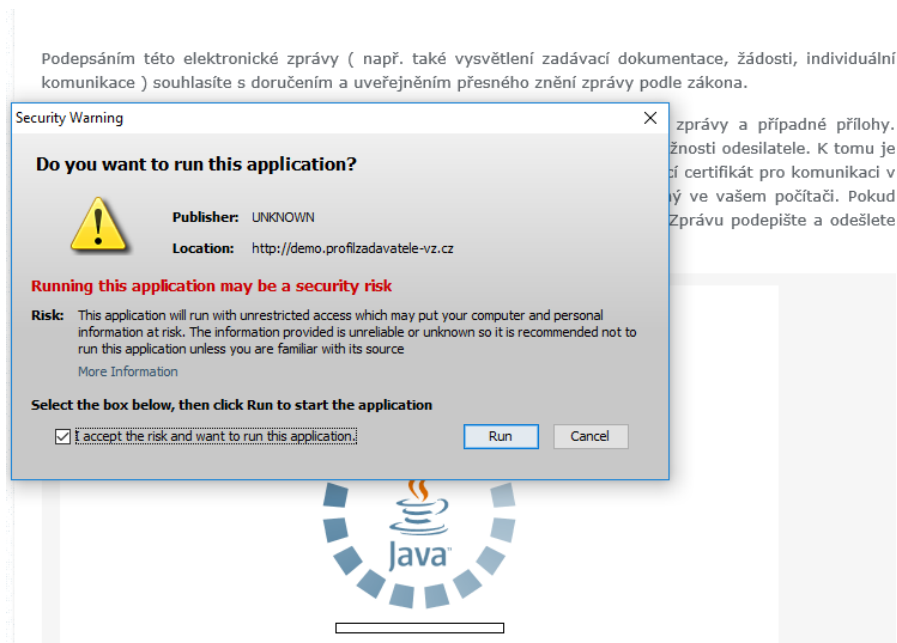 Podepsáním této elektronické zprávy ( např. také vysvětlení zadávací dokumentace, žádosti, individuální
komunikace ) souhlasíte s doručením a uveřejněním přesného znění zprávy podle zákona.
zprávy a případné přílohy.
žnosti odesilatele. K tomu je
cí certifikát pro komunikaci v
ný ve vašem počítači. Pokud
Zprávu podepište a odešlete
Security Warning
Do you want to run this application?
Publisher: UNKNOWN
Location: http://demo.profilzadavatele-vz.cz
Running this application may be a security risk
Risk: This application will run with unrestricted access which may put your computer and personal
information at risk. The information provided is unreliable or unknown so it is recommended not to
run this application unless you are familiar with its source
More Information
Select the box below, then click Run to start the application
I accept the risk and want to run this application.
Run Cancel
Java